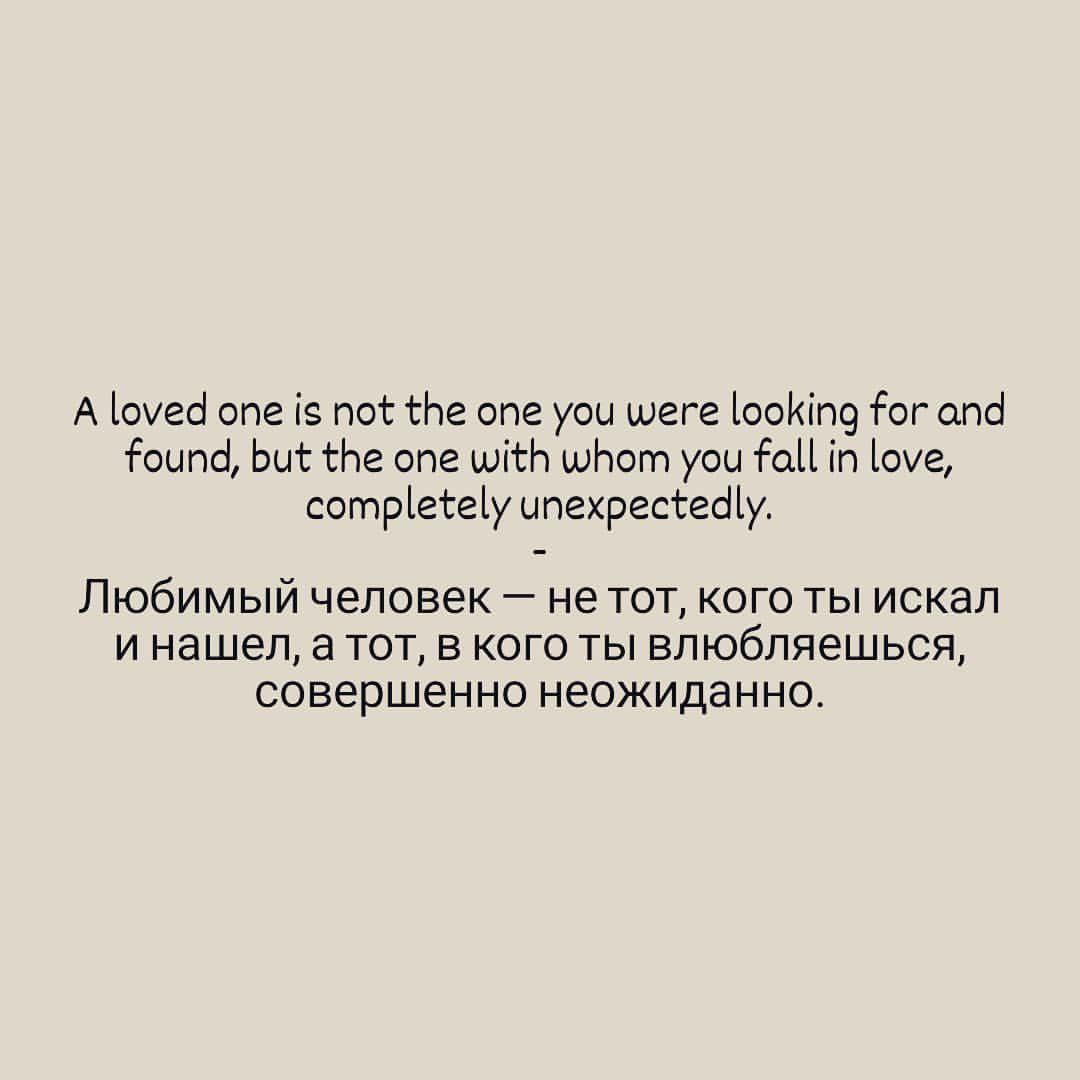 A loved one is not the one you were looking for and
found, but the one with whom you fall in love,
completely unexpectedly.
-
Любимый человек — не тот, кого ты искал
и нашел, а тот, в кого ты влюбляешься,
совершенно неожиданно.